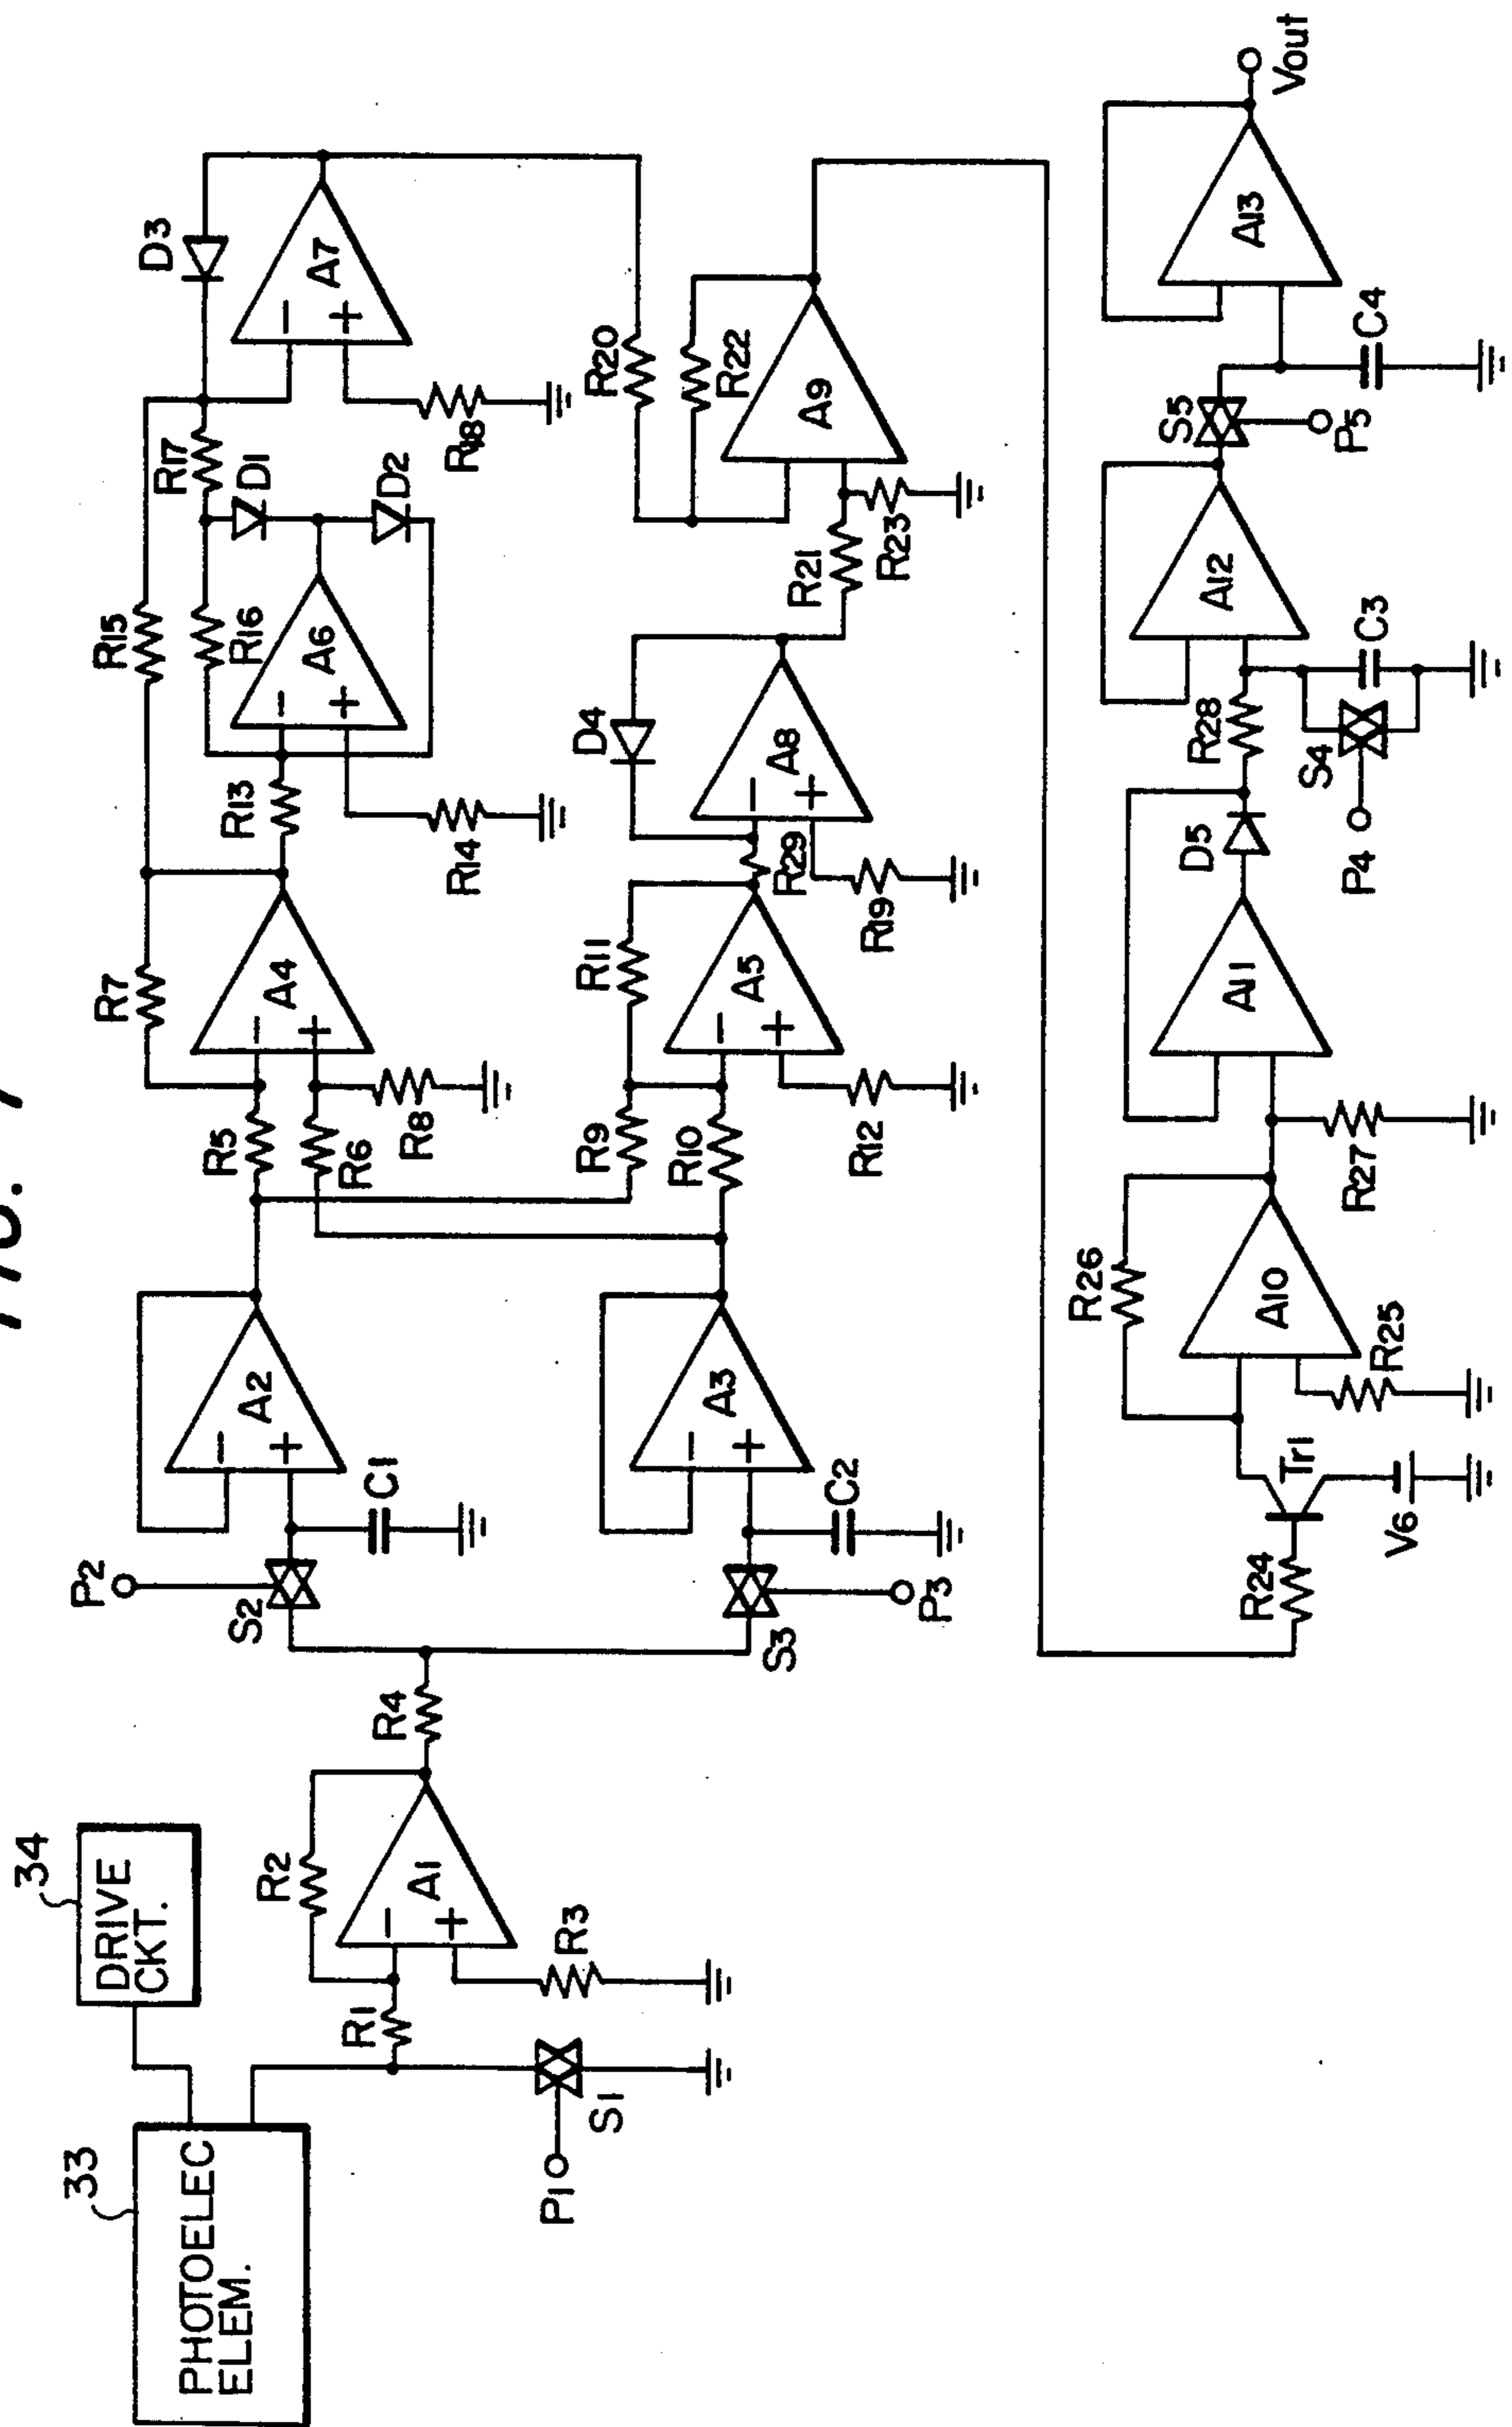 FIG. 7
33
PHOTOELEC
ELEM.
34
DRIVE
CKT.
P1
S1
R1
R2
R3
A1
−
+
R4
P2
S2
C1
A2
−
+
S3
P3
C2
A3
−
+
R5
R6
R7
R8
A4
−
+
R9
R10
R11
R12
A5
−
+
R13
R14
R15
R16
A6
−
+
D1
D2
R17
D3
A7
−
+
R18
R29
R19
D4
A8
−
+
R21
R23
R20
R22
A9
R24
Tr1
V6
R25
R26
A10
R27
A11
D5
R28
P4
S4
C3
A12
S5
P5
C4
A13
Vout